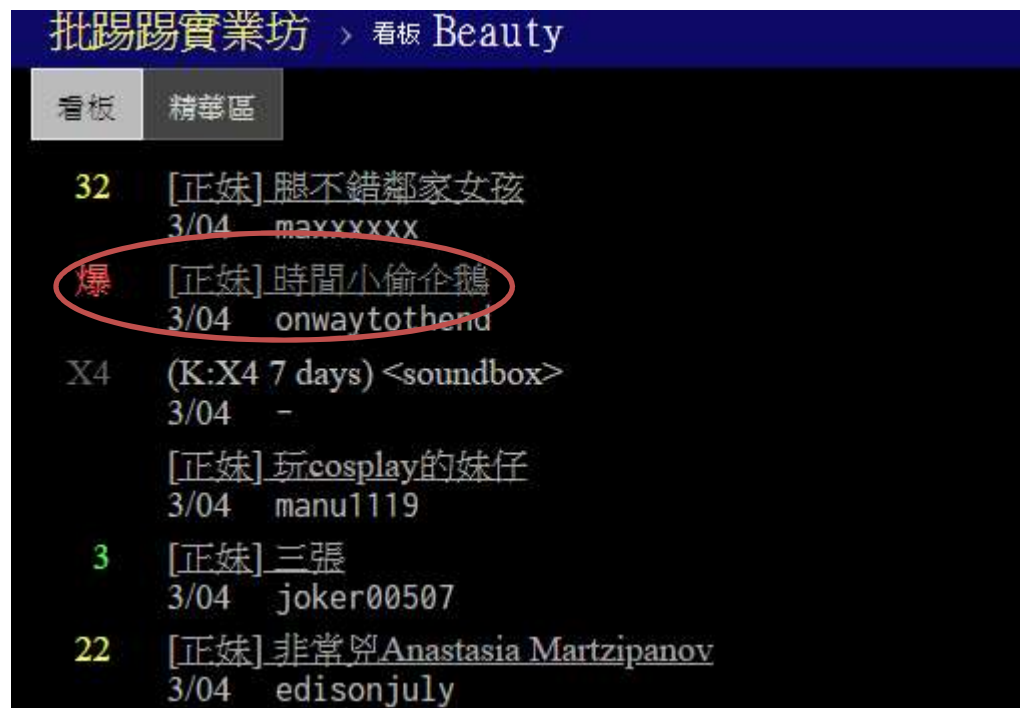 批踢踢實業坊 › 看板 Beauty
看板 精華區
32 [正妹] 腿不錯鄰家女孩
3/04 maxxxxxx
爆 [正妹] 時間小偷企鵝
3/04 onwaytothend
X4 (K:X4 7 days) <soundbox>
3/04 -
[正妹] 玩cosplay的妹仔
3/04 manu1119
3 [正妹] 三張
3/04 joker00507
22 [正妹] 非常兇Anastasia Martzipanov
3/04 edisonjuly